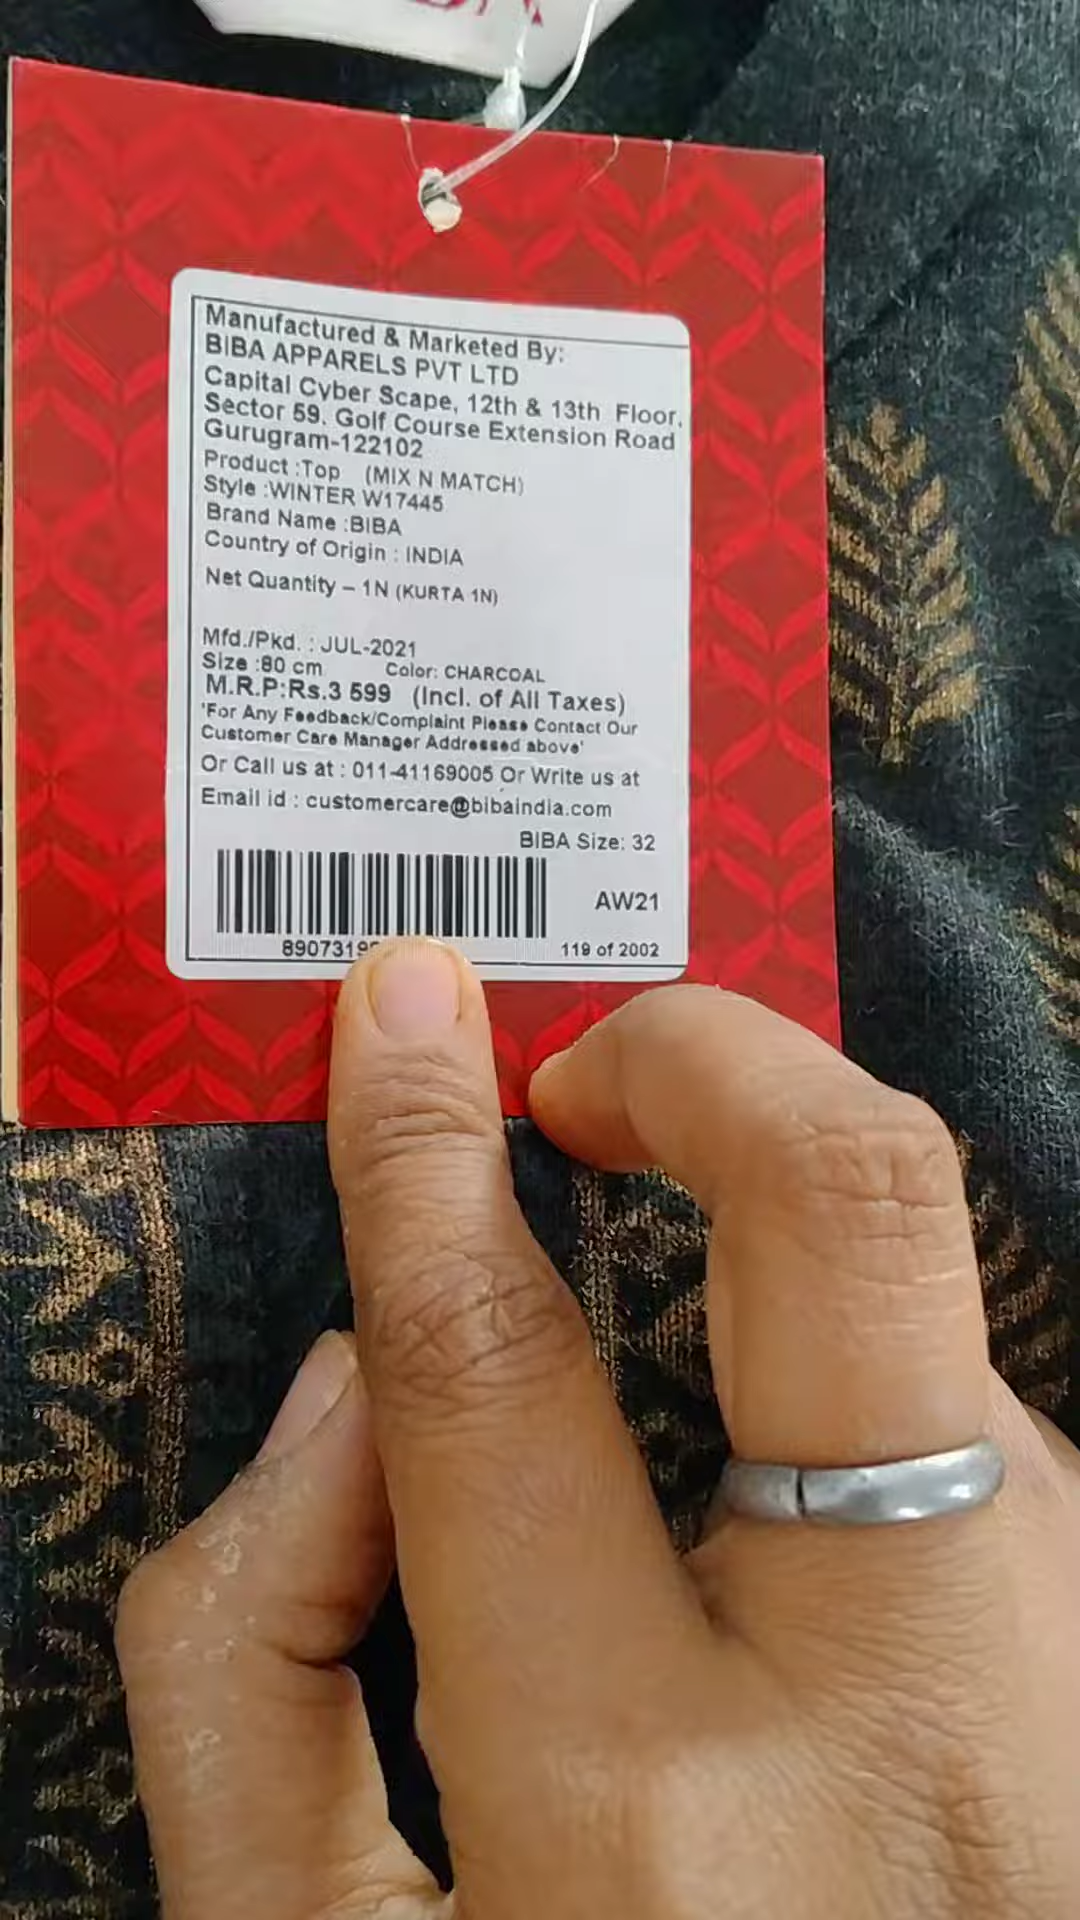 Manufactured & Marketed By:
BIBA APPARELS PVT LTD
Capital Cyber Scape, 12th & 13th Floor,
Sector 59, Golf Course Extension Road
Gurugram-122102
Product :Top (MIX N MATCH)
Style :WINTER W17445
Brand Name :BIBA
Country of Origin : INDIA
Net Quantity – 1N (KURTA 1N)
Mfd./Pkd. : JUL-2021
Size :80 cm Color: CHARCOAL
M.R.P:Rs.3 599 (Incl. of All Taxes)
'For Any Feedback/Complaint Please Contact Our
Customer Care Manager Addressed above'
Or Call us at : 011-41169005 Or Write us at
Email id : customercare@bibaindia.com
BIBA Size: 32
AW21
119 of 2002